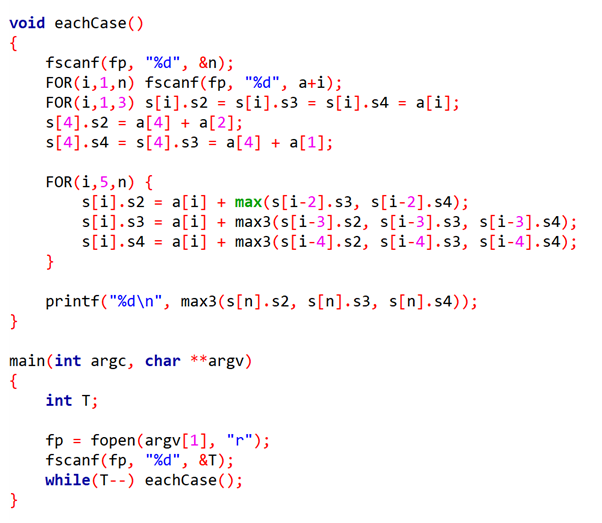 void eachCase()
{
    fscanf(fp, "%d", &n);
    FOR(i,1,n) fscanf(fp, "%d", a+i);
    FOR(i,1,3) s[i].s2 = s[i].s3 = s[i].s4 = a[i];
    s[4].s2 = a[4] + a[2];
    s[4].s4 = s[4].s3 = a[4] + a[1];

    FOR(i,5,n) {
        s[i].s2 = a[i] + max(s[i-2].s3, s[i-2].s4);
        s[i].s3 = a[i] + max3(s[i-3].s2, s[i-3].s3, s[i-3].s4);
        s[i].s4 = a[i] + max3(s[i-4].s2, s[i-4].s3, s[i-4].s4);
    }

    printf("%d\n", max3(s[n].s2, s[n].s3, s[n].s4));
}

main(int argc, char **argv)
{
    int T;

    fp = fopen(argv[1], "r");
    fscanf(fp, "%d", &T);
    while(T--) eachCase();
}